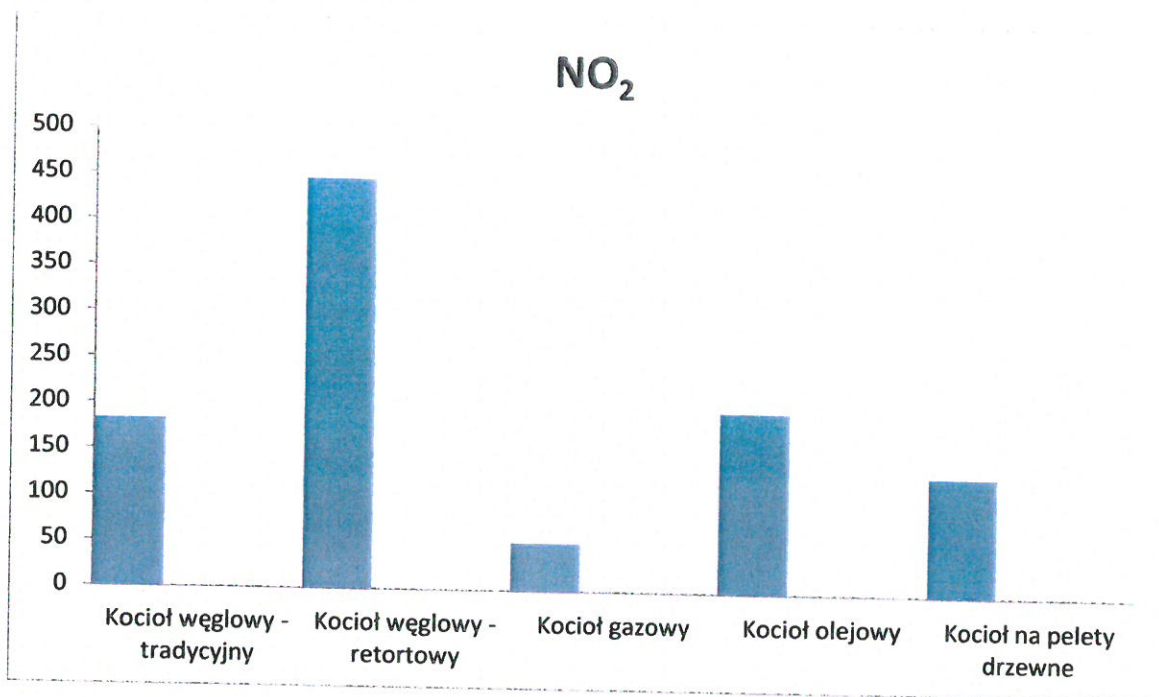 NO₂
500
450
400
350
300
250
200
150
100
50
0
Kocioł węglowy -
tradycyjny
Kocioł węglowy -
retortowy
Kocioł gazowy
Kocioł olejowy
Kocioł na pelety
drzewne